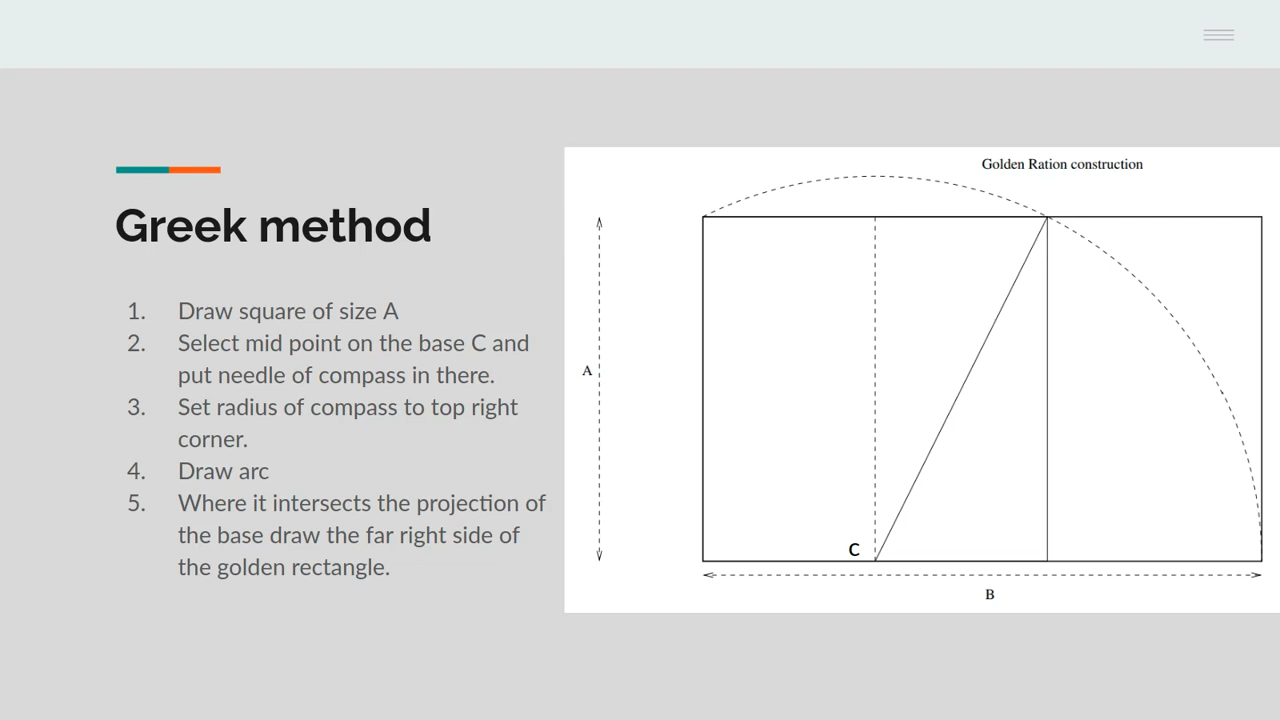 Greek method
1. Draw square of size A
2. Select mid point on the base C and
put needle of compass in there.
3. Set radius of compass to top right
corner.
4. Draw arc
5. Where it intersects the projection of
the base draw the far right side of
the golden rectangle.
Golden Ration construction
A
C
B